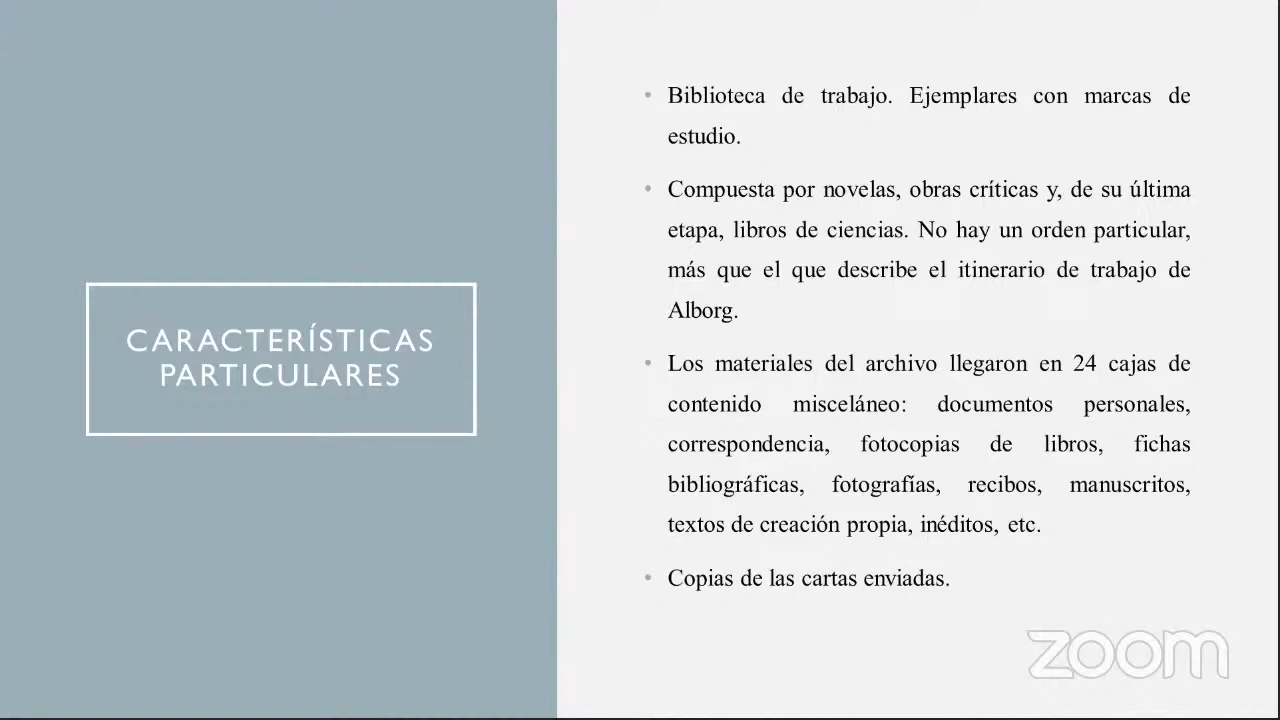 CARACTERÍSTICAS
PARTICULARES
• Biblioteca de trabajo. Ejemplares con marcas de
estudio.
• Compuesta por novelas, obras críticas y, de su última
etapa, libros de ciencias. No hay un orden particular,
más que el que describe el itinerario de trabajo de
Alborg.
• Los materiales del archivo llegaron en 24 cajas de
contenido misceláneo: documentos personales,
correspondencia, fotocopias de libros, fichas
bibliográficas, fotografías, recibos, manuscritos,
textos de creación propia, inéditos, etc.
• Copias de las cartas enviadas.
zoom